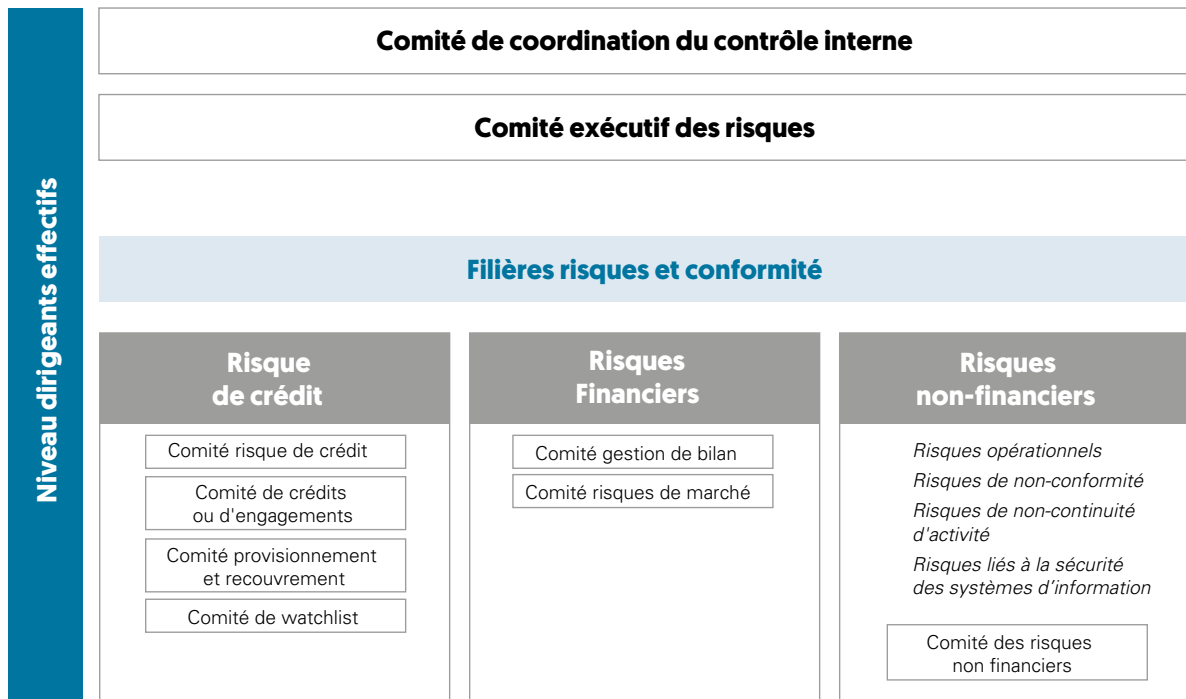 Niveau dirigeants effectifs
Comité de coordination du contrôle interne
Comité exécutif des risques
Filières risques et conformité
Risque
de crédit
Comité risque de crédit
Comité de crédits
ou d'engagements
Comité provisionnement
et recouvrement
Comité de watchlist
Risques
Financiers
Comité gestion de bilan
Comité risques de marché
Risques
non-financiers
Risques opérationnels
Risques de non-conformité
Risques de non-continuité
d'activité
Risques liés à la sécurité
des systèmes d’information
Comité des risques
non financiers